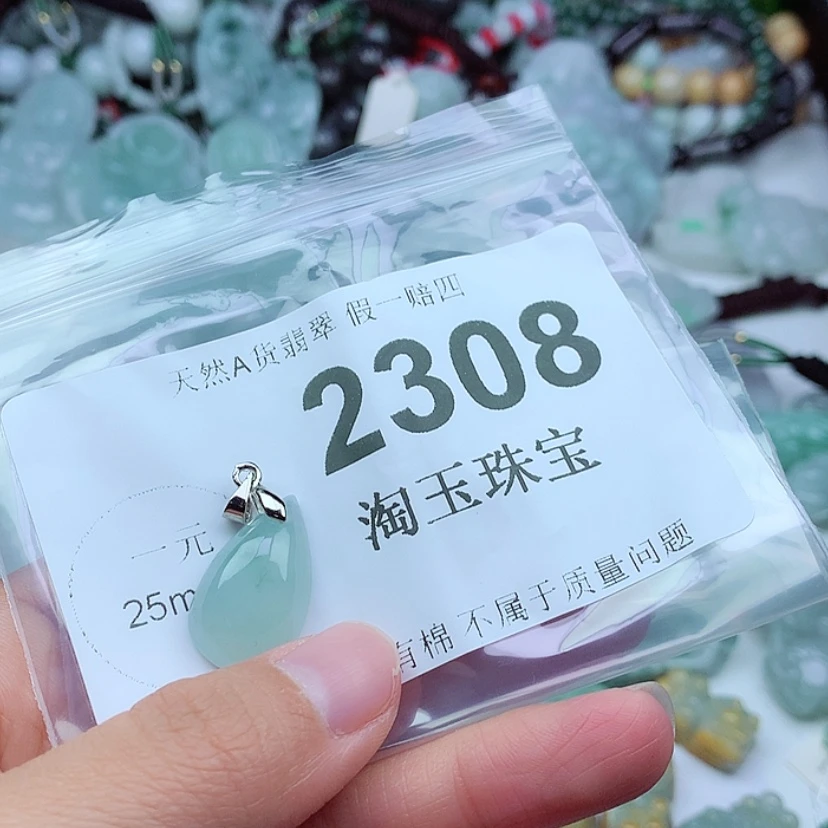 天然A货翡翠 假一赔四
2308
淘玉珠宝
一元
25m
有棉 不属于质量问题